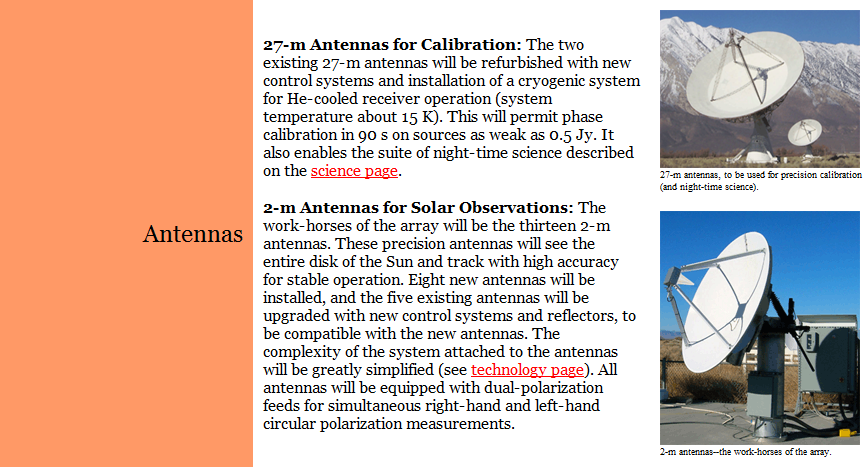 Antennas
27-m Antennas for Calibration: The two
existing 27-m antennas will be refurbished with new
control systems and installation of a cryogenic system
for He-cooled receiver operation (system
temperature about 15 K). This will permit phase
calibration in 90 s on sources as weak as 0.5 Jy. It
also enables the suite of night-time science described
on the science page.
2-m Antennas for Solar Observations: The
work-horses of the array will be the thirteen 2-m
antennas. These precision antennas will see the
entire disk of the Sun and track with high accuracy
for stable operation. Eight new antennas will be
installed, and the five existing antennas will be
upgraded with new control systems and reflectors, to
be compatible with the new antennas. The
complexity of the system attached to the antennas
will be greatly simplified (see technology page). All
antennas will be equipped with dual-polarization
feeds for simultaneous right-hand and left-hand
circular polarization measurements.
27-m antennas, to be used for precision calibration
(and night-time science).
2-m antennas--the work-horses of the array.